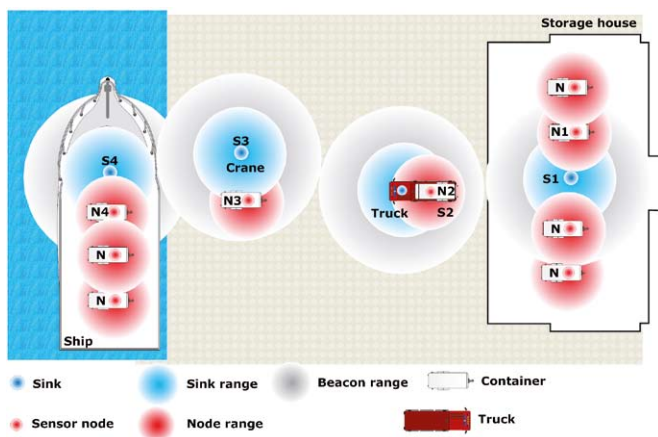 Storage house
N
N1
S3
Crane
S4
S1
N2
N3
Truck
S2
N4
N
N
N
N
Ship
Sink
Sink range
Beacon range
Container
Sensor node
Node range
Truck